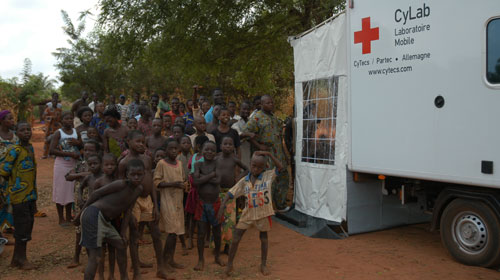 CyLab
Laboratoire
Mobile
CyTecs / Partec • Allemagne
www.cytecs.com